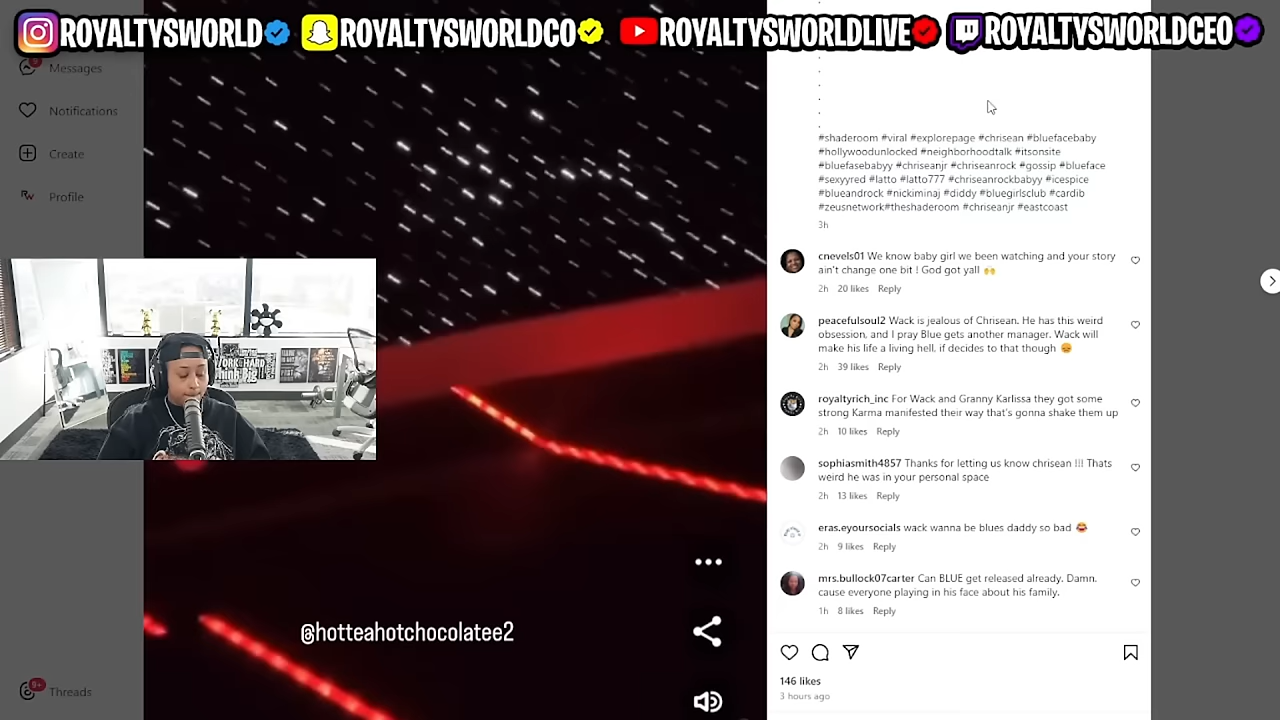 ROYALTYSWORLD ROYALTYSWORLDCO ROYALTYSWORLDLIVE ROYALTYSWORLDCEO
Messages
Notifications
Create
Profile
9+ Threads
@hotteahotchocolatee2
.
.
.
.
.
#shaderoom #viral #explorepage #chrisean #bluefacebaby
#hollywoodunlocked #neighborhoodtalk #itsonsite
#bluefasebabyy #chriseanjr #chriseanrock #gossip #blueface
#sexyyred #latto #latto777 #chriseanrockbabyy #icespice
#blueandrock #nickiminaj #diddy #bluegirlsclub #cardib
#zeusnetwork#theshaderoom #chriseanjr #eastcoast
3h
cnevels01 We know baby girl we been watching and your story
ain't change one bit ! God got yall 🙌
2h 20 likes Reply
peacefulsoul2 Wack is jealous of Chrisean. He has this weird
obsession, and I pray Blue gets another manager. Wack will
make his life a living hell, if decides to that though 😞
2h 39 likes Reply
royaltyrich_inc For Wack and Granny Karlissa they got some
strong Karma manifested their way that's gonna shake them up
2h 10 likes Reply
sophiasmith4857 Thanks for letting us know chrisean !!! Thats
weird he was in your personal space
2h 13 likes Reply
eras.eyoursocials wack wanna be blues daddy so bad 😂
2h 9 likes Reply
mrs.bullock07carter Can BLUE get released already. Damn.
cause everyone playing in his face about his family.
1h 8 likes Reply
146 likes
3 hours ago